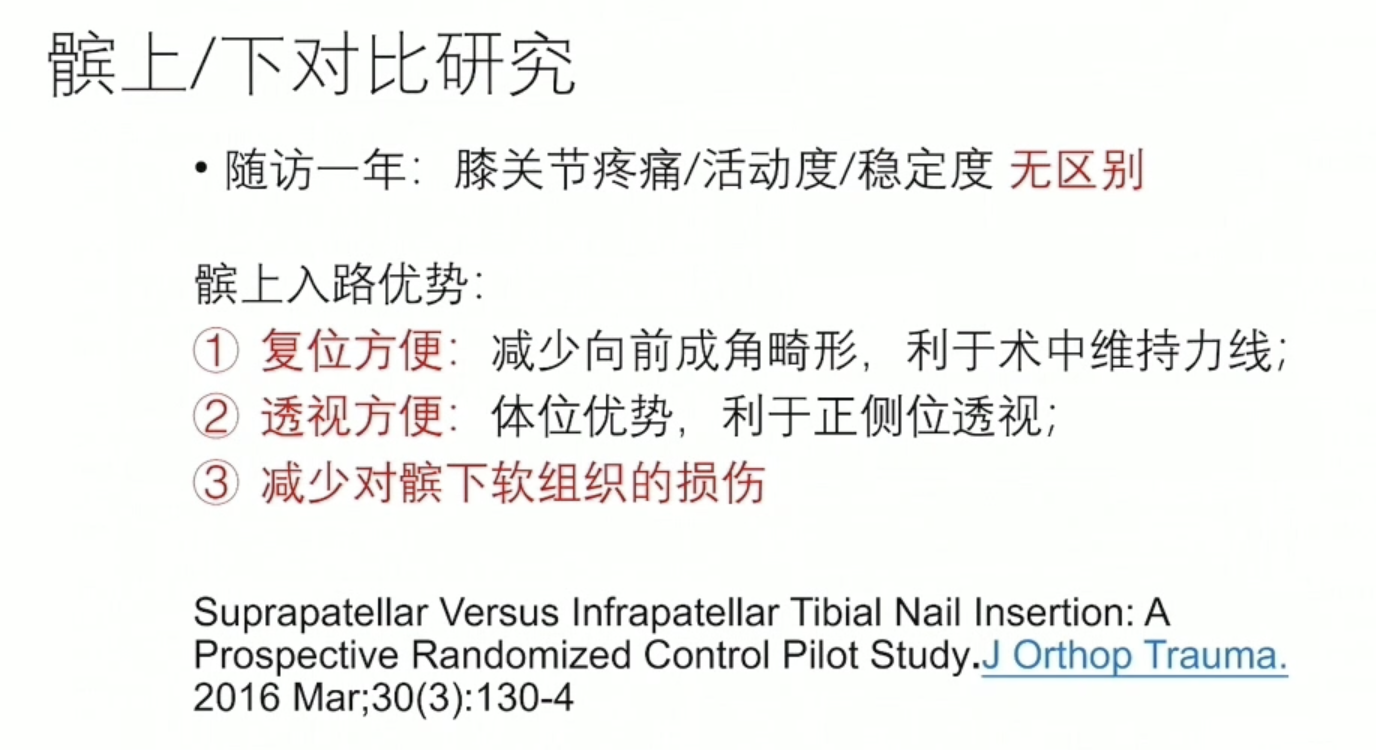 髌上/下对比研究
• 随访一年：膝关节疼痛/活动度/稳定度 无区别
髌上入路优势：
① 复位方便：减少向前成角畸形，利于术中维持力线；
② 透视方便：体位优势，利于正侧位透视；
③ 减少对髌下软组织的损伤
Suprapatellar Versus Infrapatellar Tibial Nail Insertion: A
Prospective Randomized Control Pilot Study.J Orthop Trauma.
2016 Mar;30(3):130-4